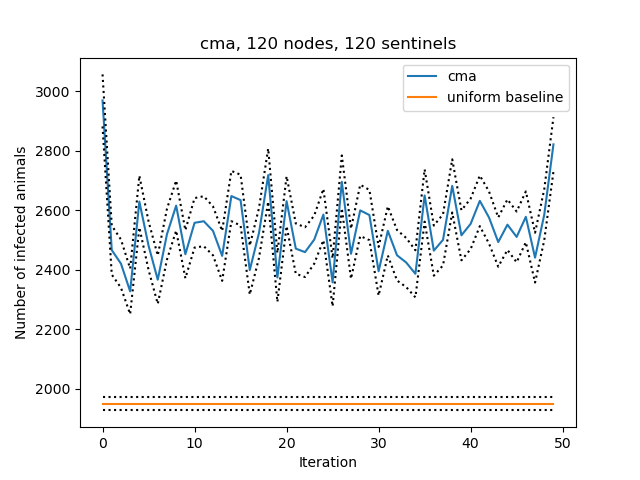 cma, 120 nodes, 120 sentinels
cma
uniform baseline
Number of infected animals
3000
2800
2600
2400
2200
2000
0 10 20 30 40 50
Iteration